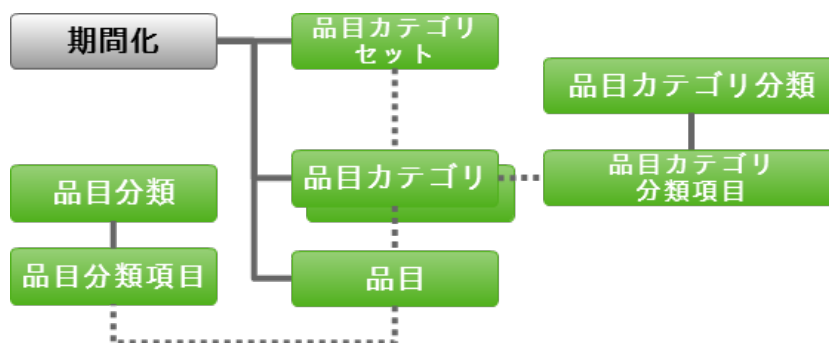 期間化
品目カテゴリ
セット
品目カテゴリ分類
品目カテゴリ
品目カテゴリ
分類項目
品目分類
品目分類項目
品目